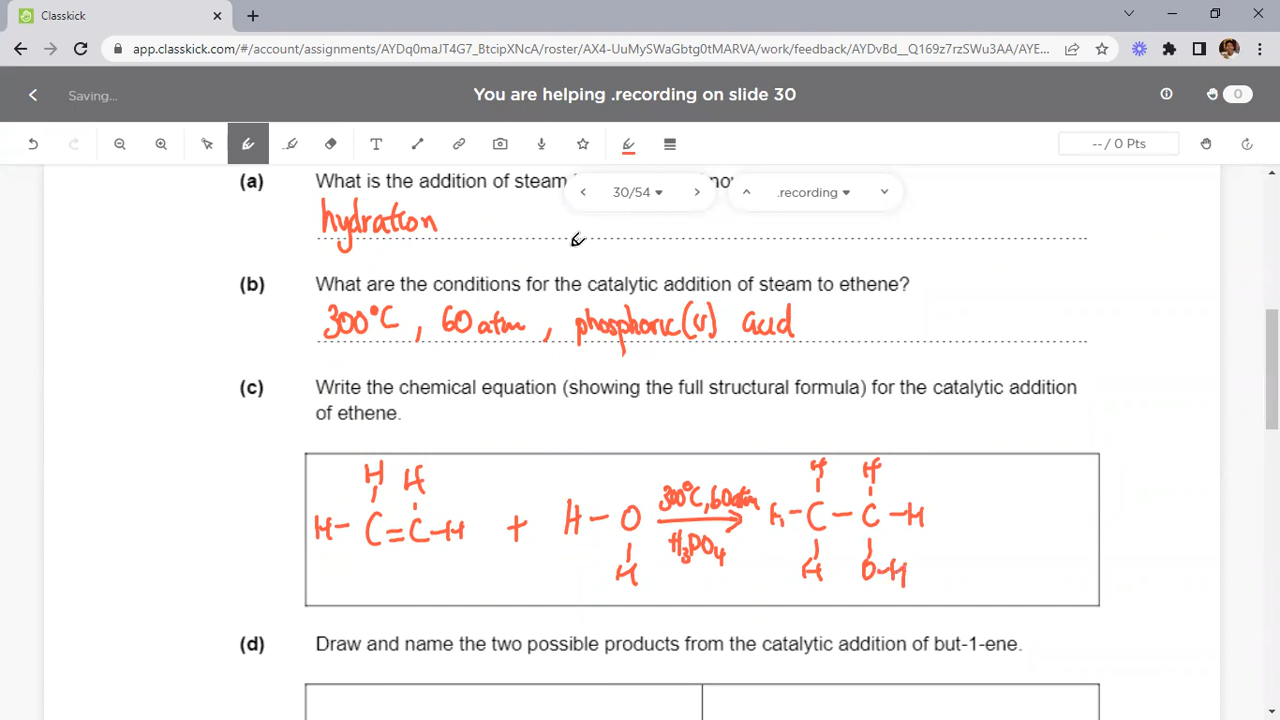 Classkick
app.classkick.com/#/account/assignments/AYDq0maJT4G7_BtcipXNCA/roster/AX4-UuMySWaGbtg0tMARVA/work/feedback/AYDvBd__Q169z7rzSWu3AA/AYE...
Saving...
You are helping .recording on slide 30
0
T
-- / 0 Pts
30/54
.recording
(a) What is the addition of steam
hydration
(b) What are the conditions for the catalytic addition of steam to ethene?
300°C , 60 atm , phosphoric(v) acid
(c) Write the chemical equation (showing the full structural formula) for the catalytic addition
of ethene.
H H
H-C=C-H + H-O
H
300°C, 60atm
H₃PO₄
H H
H-C-C-H
H O-H
(d) Draw and name the two possible products from the catalytic addition of but-1-ene.